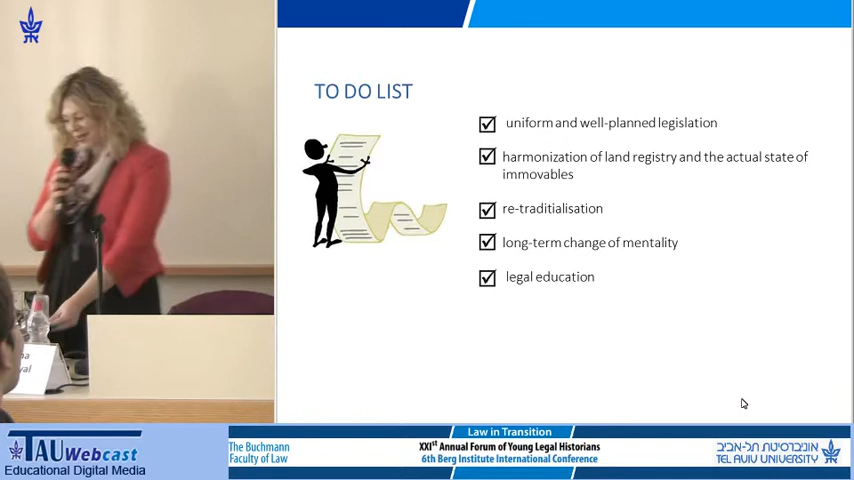 TO DO LIST
uniform and well-planned legislation
harmonization of land registry and the actual state of
immovables
re-traditialisation
long-term change of mentality
legal education
TAU Webcast
Educational Digital Media
The Buchmann
Faculty of Law
Law in Transition
XXIst Annual Forum of Young Legal Historians
6th Berg Institute International Conference
אוניברסיטת תל-אביב
TEL AVIV UNIVERSITY